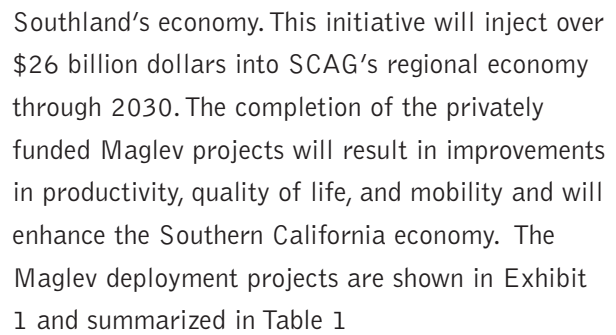 Southland’s economy. This initiative will inject over
$26 billion dollars into SCAG’s regional economy
through 2030. The completion of the privately
funded Maglev projects will result in improvements
in productivity, quality of life, and mobility and will
enhance the Southern California economy.  The
Maglev deployment projects are shown in Exhibit
1 and summarized in Table 1